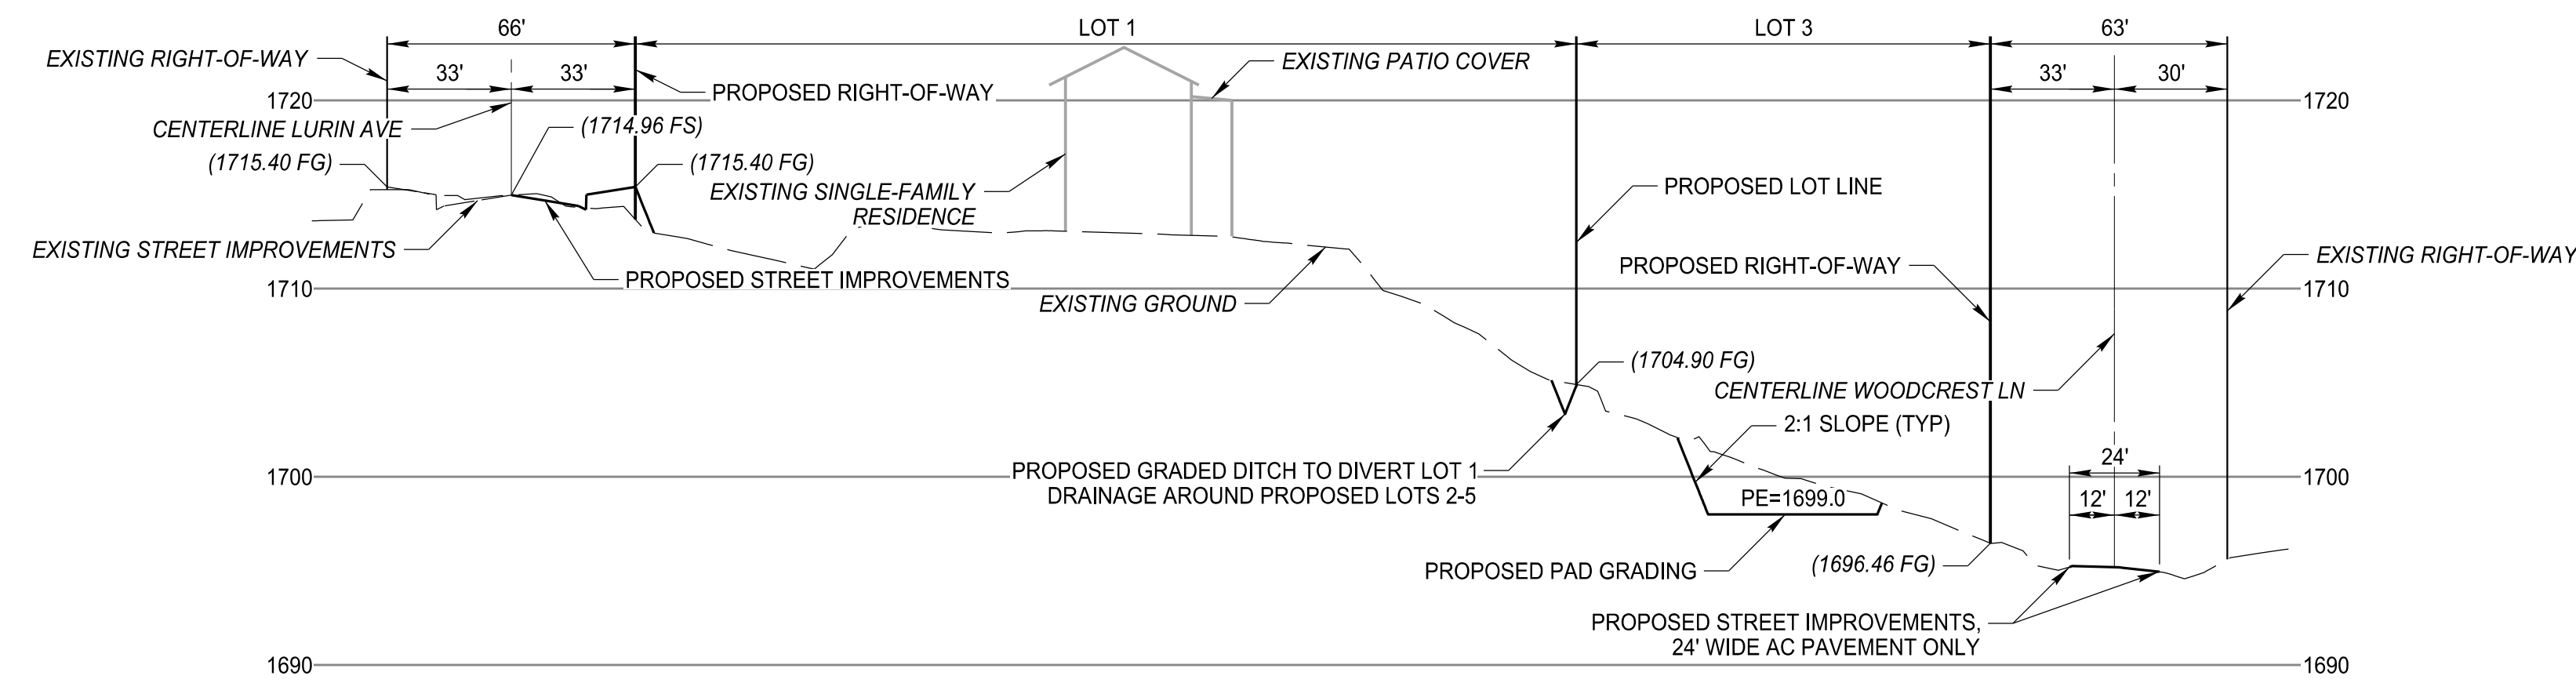 66'
LOT 1
LOT 3
63'
EXISTING RIGHT-OF-WAY
33'
33'
EXISTING PATIO COVER
33'
30'
PROPOSED RIGHT-OF-WAY
1720
1720
CENTERLINE LURIN AVE
(1714.96 FS)
(1715.40 FG)
(1715.40 FG)
EXISTING SINGLE-FAMILY
RESIDENCE
PROPOSED LOT LINE
EXISTING STREET IMPROVEMENTS
EXISTING RIGHT-OF-WAY
PROPOSED RIGHT-OF-WAY
PROPOSED STREET IMPROVEMENTS
1710
1710
EXISTING GROUND
(1704.90 FG)
CENTERLINE WOODCREST LN
2:1 SLOPE (TYP)
24'
PROPOSED GRADED DITCH TO DIVERT LOT 1
DRAINAGE AROUND PROPOSED LOTS 2-5
1700
1700
PE=1699.0
12'
12'
PROPOSED PAD GRADING
(1696.46 FG)
PROPOSED STREET IMPROVEMENTS,
24' WIDE AC PAVEMENT ONLY
1690
1690